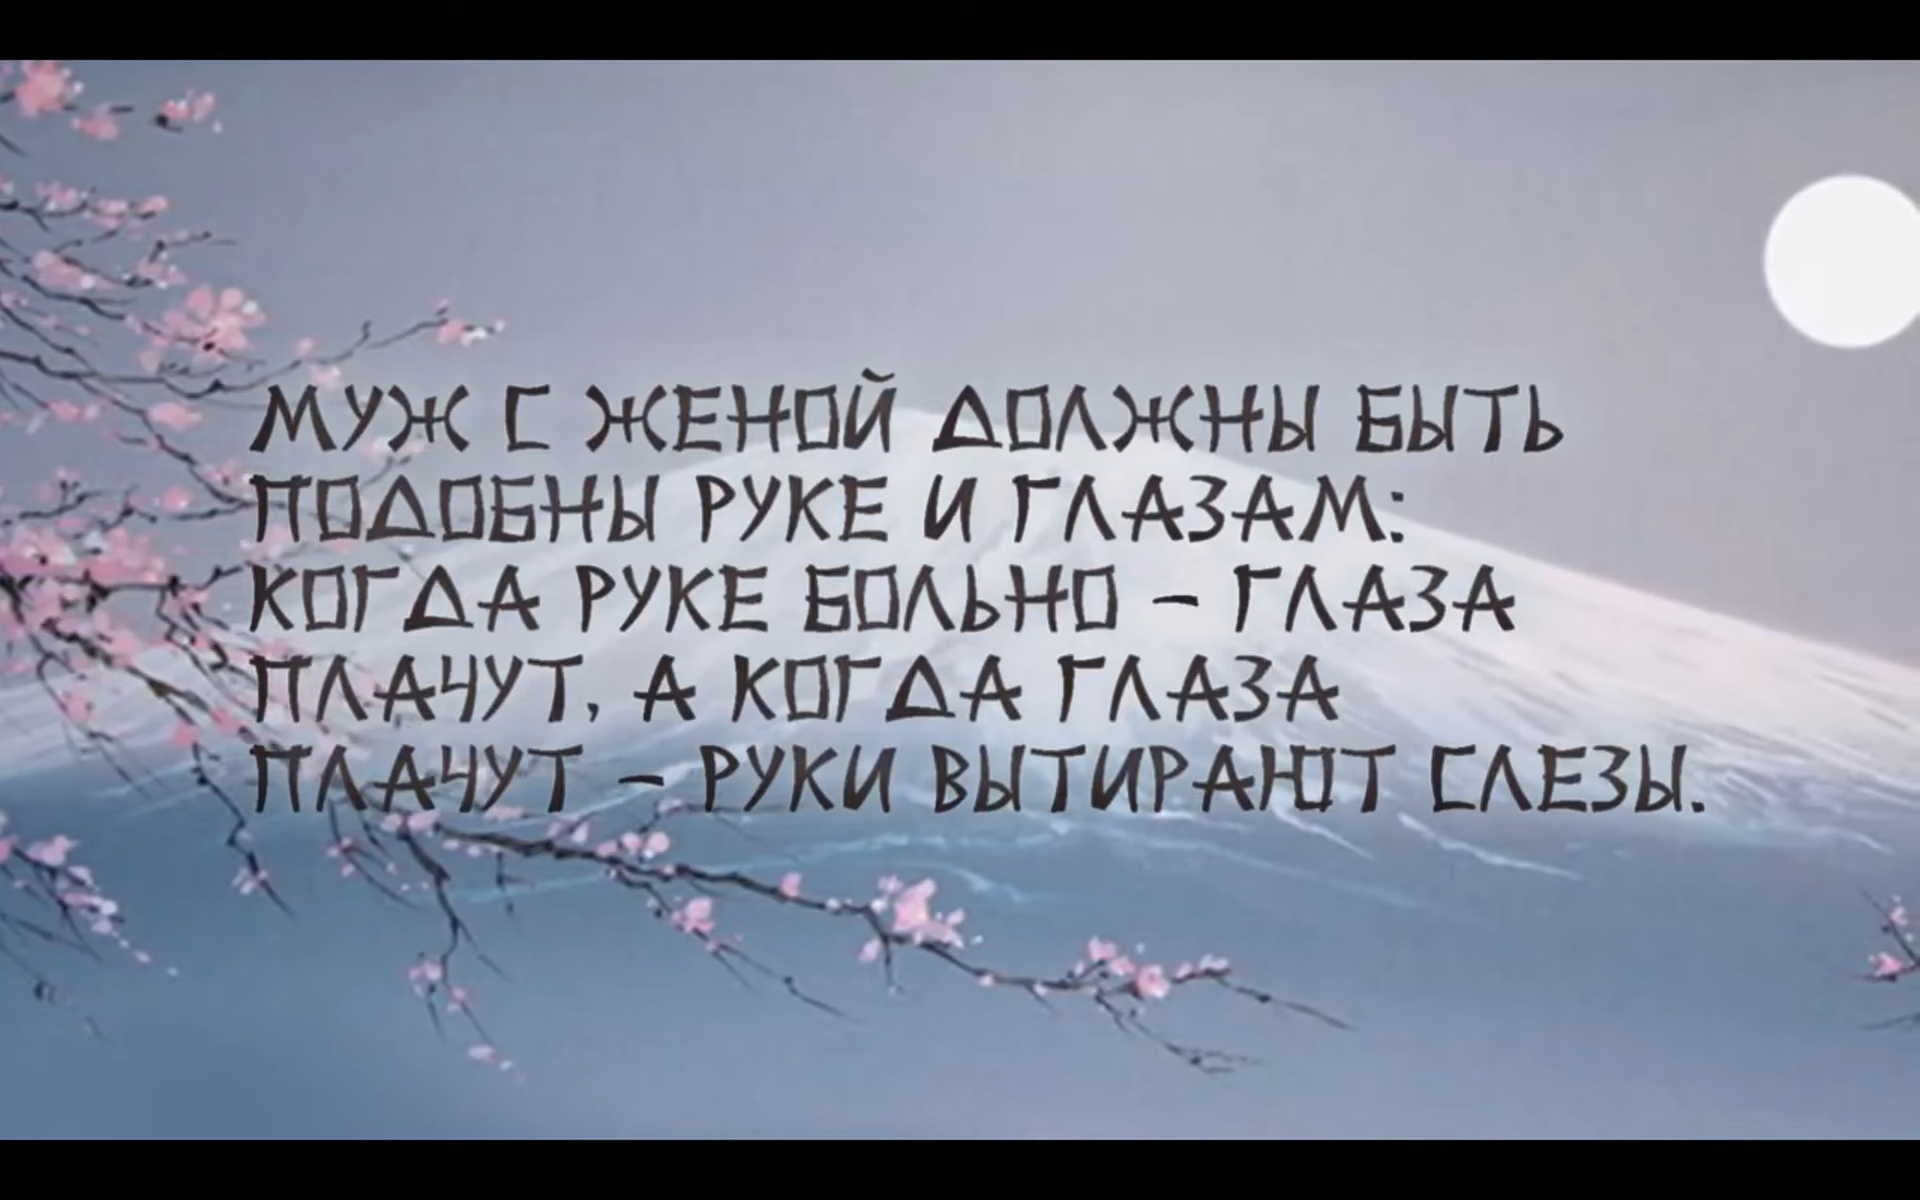 МУЖ С ЖЕНОЙ ДОЛЖНЫ БЫТЬ
ПОДОБНЫ РУКЕ И ГЛАЗАМ:
КОГДА РУКЕ БОЛЬНО – ГЛАЗА
ПЛАЧУТ, А КОГДА ГЛАЗА
ПЛАЧУТ – РУКИ ВЫТИРАЮТ СЛЕЗЫ.